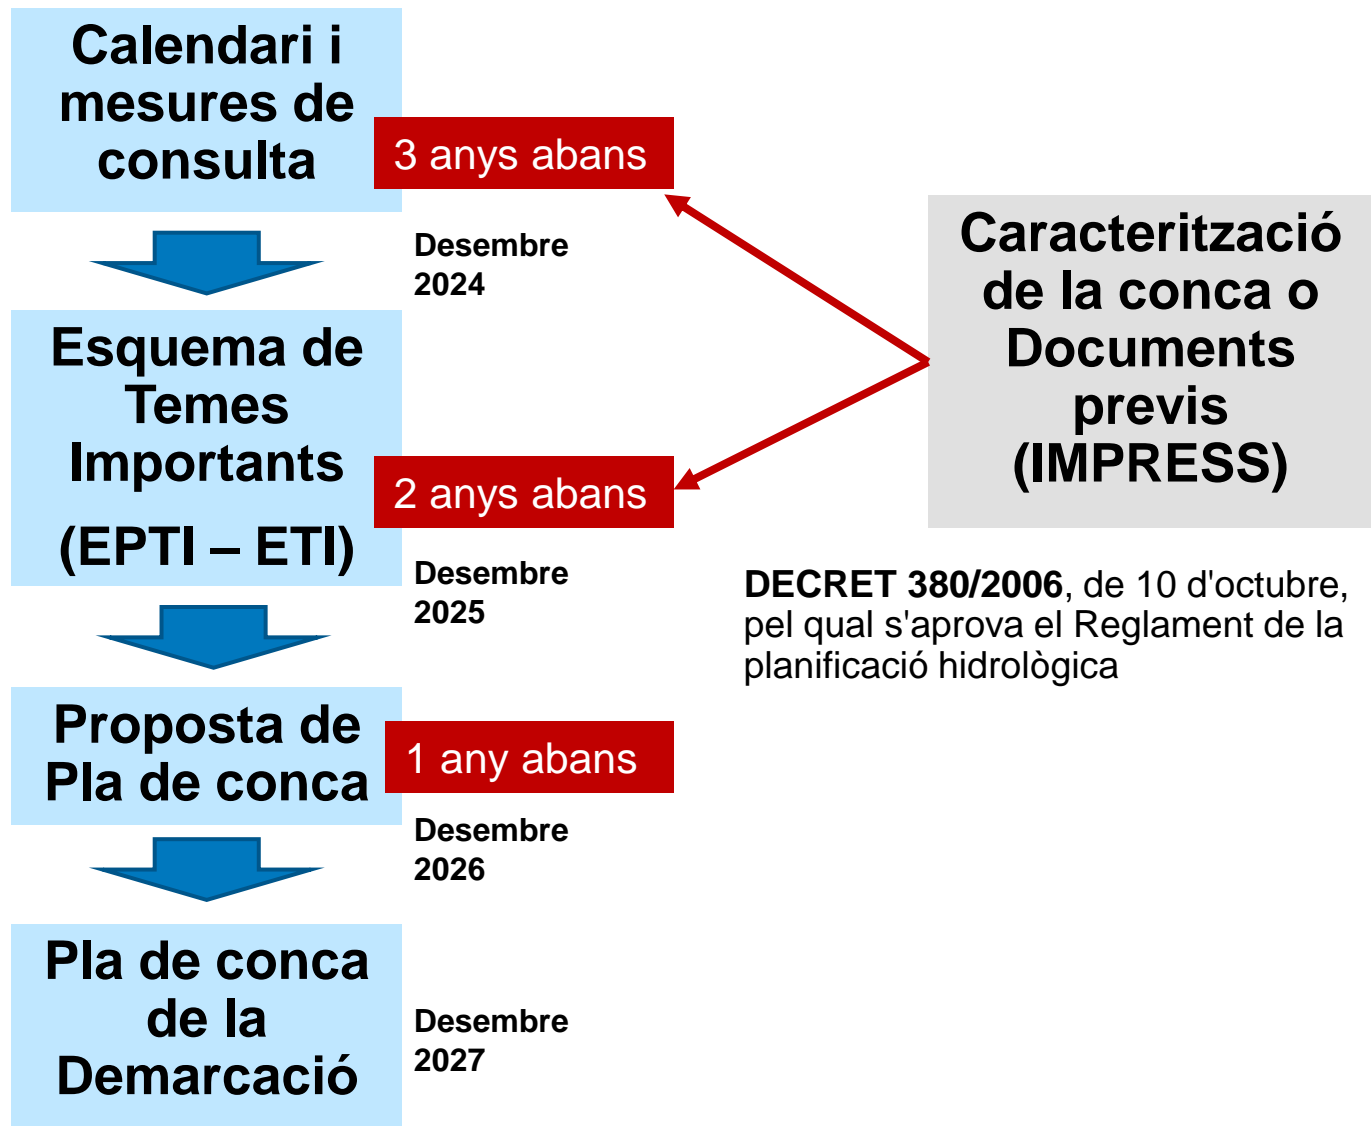 Calendari i
mesures de
consulta
3 anys abans
Desembre
2024
Esquema de
Temes
Importants
(EPTI – ETI)
2 anys abans
Desembre
2025
Proposta de
Pla de conca
1 any abans
Desembre
2026
Pla de conca
de la
Demarcació
Desembre
2027
Caracterització
de la conca o
Documents
previs
(IMPRESS)
DECRET 380/2006, de 10 d'octubre,
pel qual s'aprova el Reglament de la
planificació hidrològica